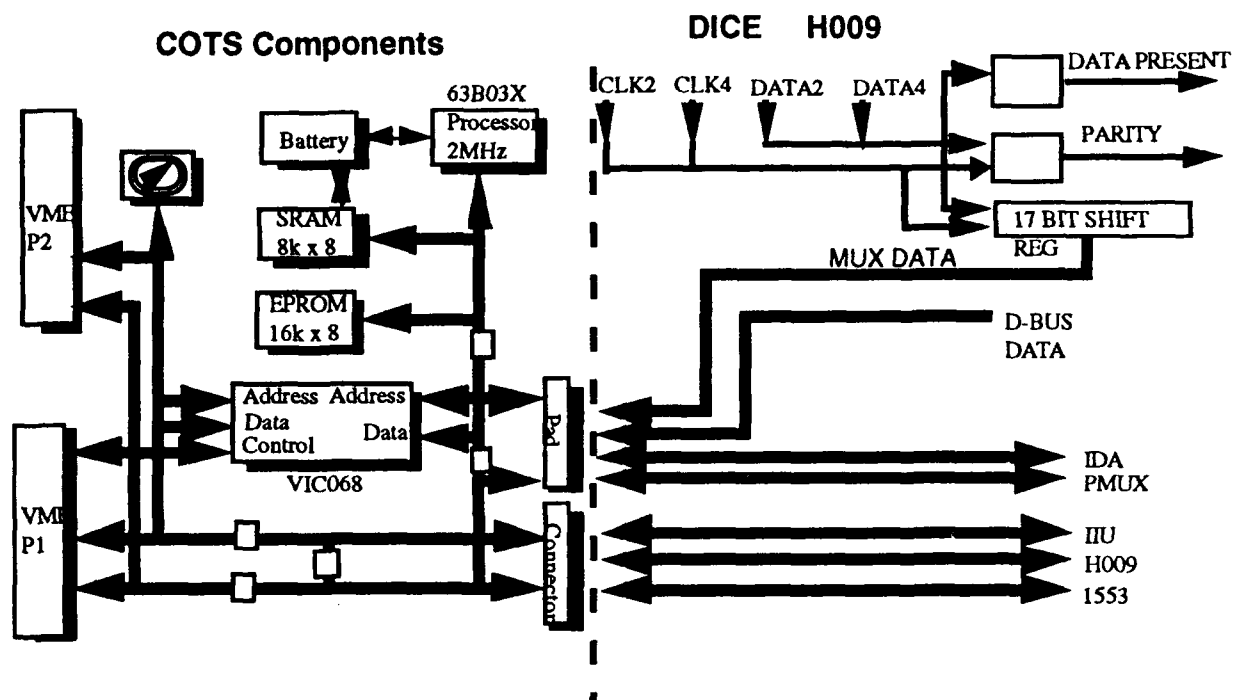 COTS Components
DICE H009
63B03X
Processor
2MHz
Battery
SRAM
8k x 8
EPROM
16k x 8
VME
P2
Address Address
Data
Data
Control
VIC068
VME
P1
Pad
Connector
CLK2 CLK4 DATA2 DATA4
DATA PRESENT
PARITY
17 BIT SHIFT
REG
MUX DATA
D-BUS
DATA
IDA
PMUX
IIU
H009
1553